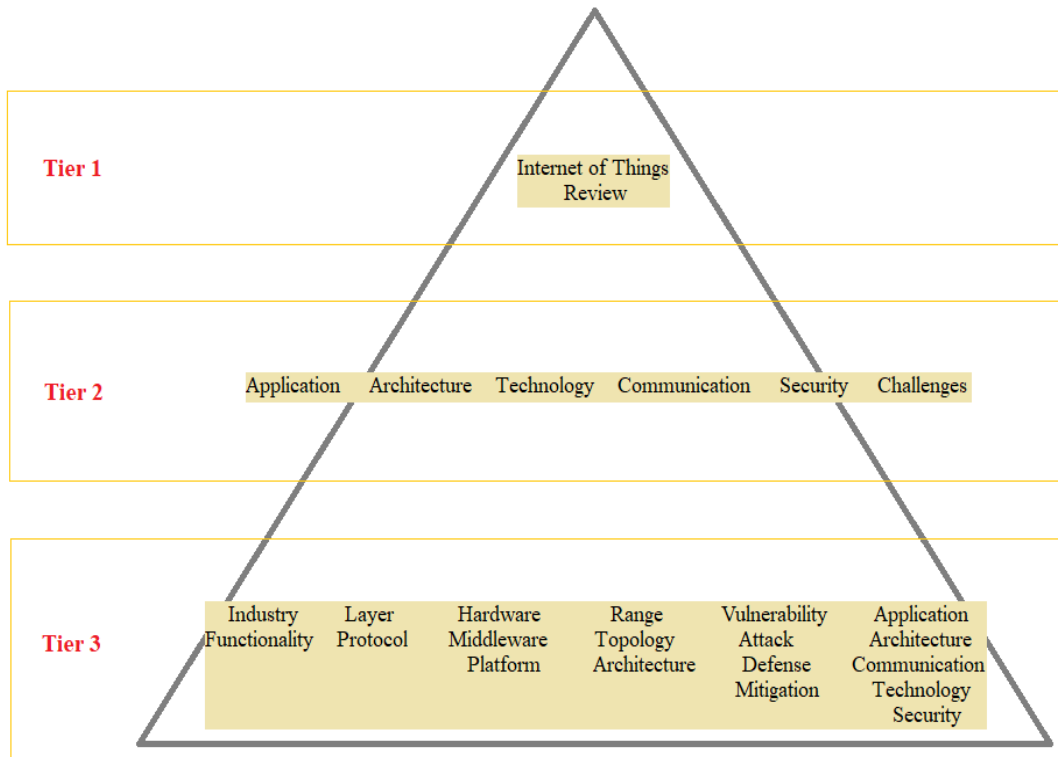 Tier 1
Internet of Things
Review
Tier 2
Application Architecture Technology Communication Security Challenges
Tier 3
Industry Layer Hardware Range Vulnerability Application
Functionality Protocol Middleware Topology Attack Architecture
Platform Architecture Defense Communication
Mitigation Technology
Security